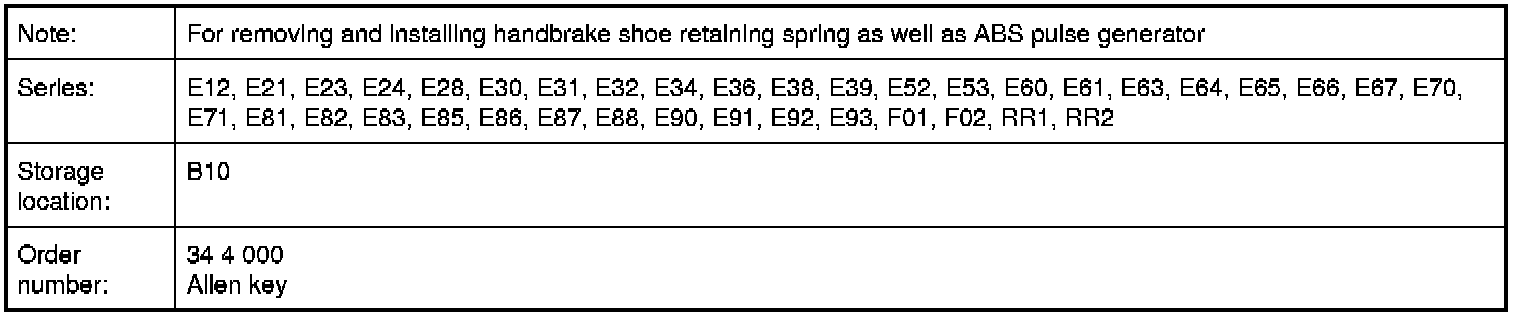 Note: For removing and installing handbrake shoe retaining spring as well as ABS pulse generator
Series: E12, E21, E23, E24, E28, E30, E31, E32, E34, E36, E38, E39, E52, E53, E60, E61, E63, E64, E65, E66, E67, E70,
E71, E81, E82, E83, E85, E86, E87, E88, E90, E91, E92, E93, F01, F02, RR1, RR2
Storage location: B10
Order number: 34 4 000
Allen key